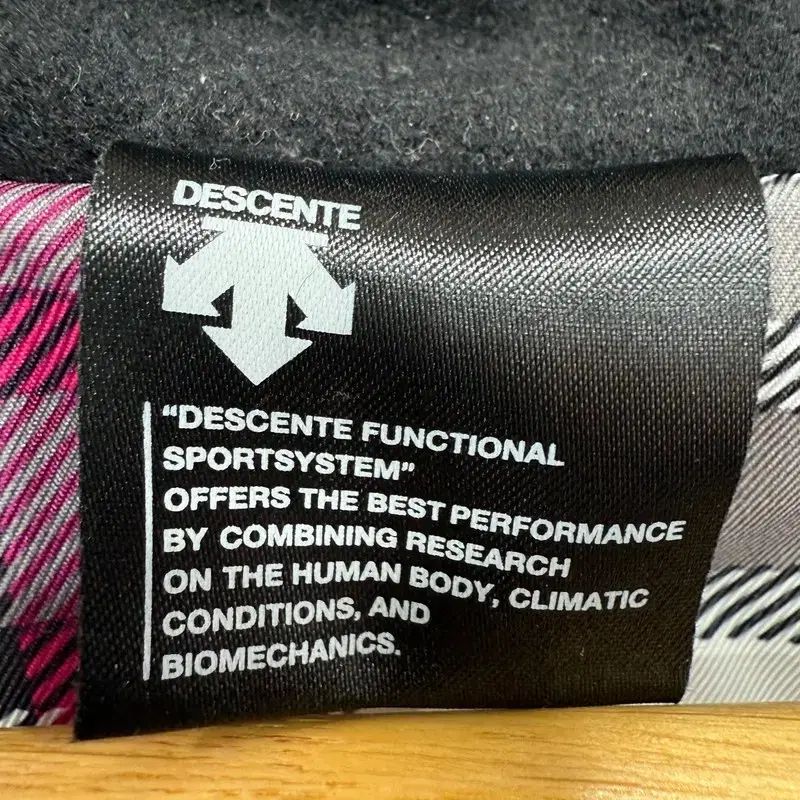 DESCENTE
“DESCENTE FUNCTIONAL
SPORTSYSTEM”
OFFERS THE BEST PERFORMANCE
BY COMBINING RESEARCH
ON THE HUMAN BODY, CLIMATIC
CONDITIONS, AND
BIOMECHANICS.